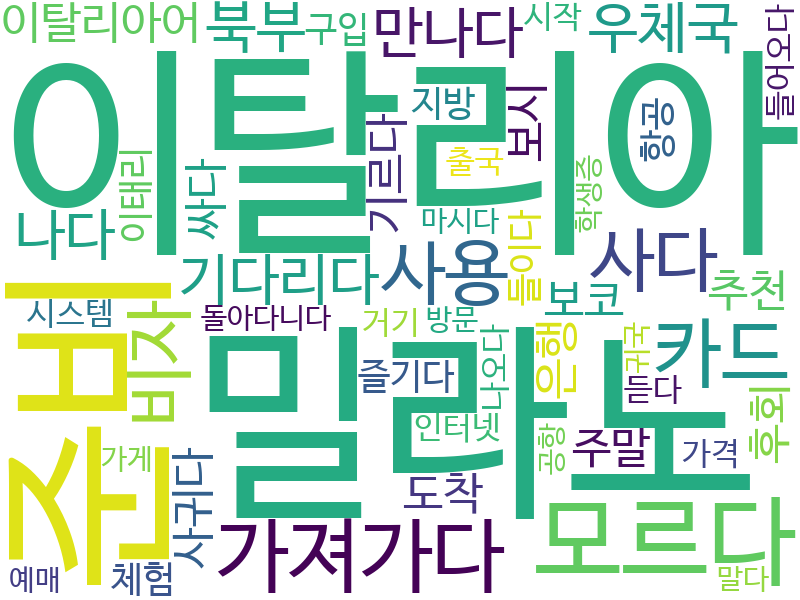 이탈리아어
북부
구입
만나다
시작
우체국
들어오다
이탈리아
지방
보시
항공
기르다
출국
이태리
싸다
학생증
나다
마시다
들이다
사다
기다리다
사용
보코
추천
준비
비자
시스템
돌아다니다
거기
방문
나오다
은행
귀국
카드
밀라노
즐기다
듣다
후회
가게
사귀다
인터넷
공항
주말
가격
도착
가져가다
모르다
예매
체험
말다